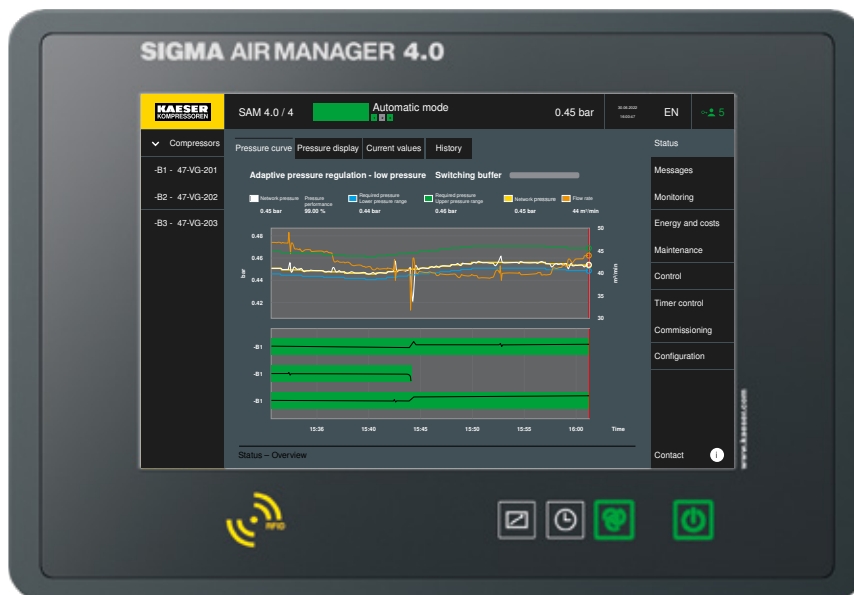 SIGMA AIR MANAGER 4.0
KAESER
KOMPRESSOREN
SAM 4.0 / 4
Automatic mode
0.45 bar
EN
5
Compressors
-B1 - 47-VG-201
-B2 - 47-VG-202
-B3 - 47-VG-203
Pressure curve
Pressure display
Current values
History
Adaptive pressure regulation - low pressure
Switching buffer
Network pressure
0.45 bar
Pressure
performance
99.00 %
Required pressure
Lower pressure range
0.44 bar
Required pressure
Upper pressure range
0.46 bar
Network pressure
0.45 bar
Flow rate
44 m³/min
bar
0.48
0.46
0.44
0.42
50
45
40
35
30
m³/min
-B1
-B1
-B1
15:36
15:40
15:45
15:50
15:55
16:00
Time
Status – Overview
Status
Messages
Monitoring
Energy and costs
Maintenance
Control
Timer control
Commissioning
Configuration
Contact
i
www.kaeser.com
RFID